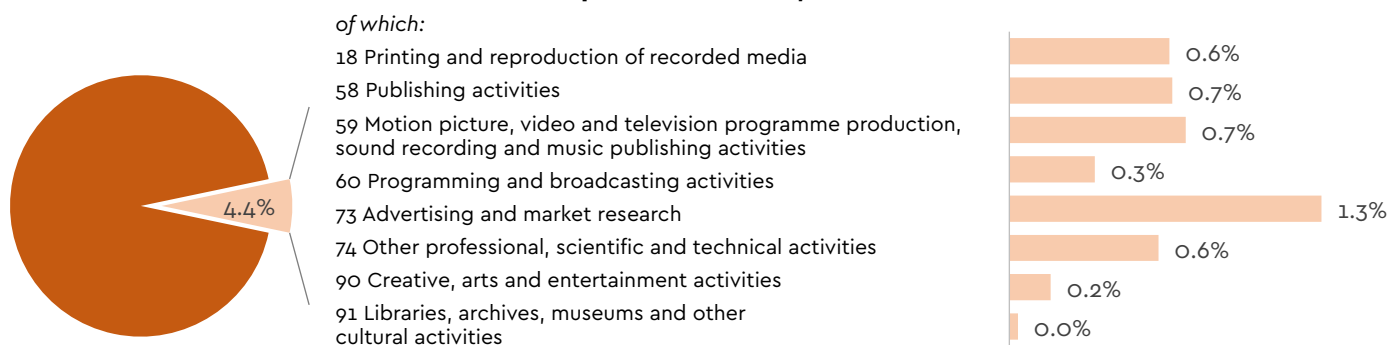 of which:
18 Printing and reproduction of recorded media
0.6%
58 Publishing activities
0.7%
59 Motion picture, video and television programme production,
sound recording and music publishing activities
0.7%
60 Programming and broadcasting activities
0.3%
4.4%
73 Advertising and market research
1.3%
74 Other professional, scientific and technical activities
0.6%
90 Creative, arts and entertainment activities
0.2%
91 Libraries, archives, museums and other
cultural activities
0.0%